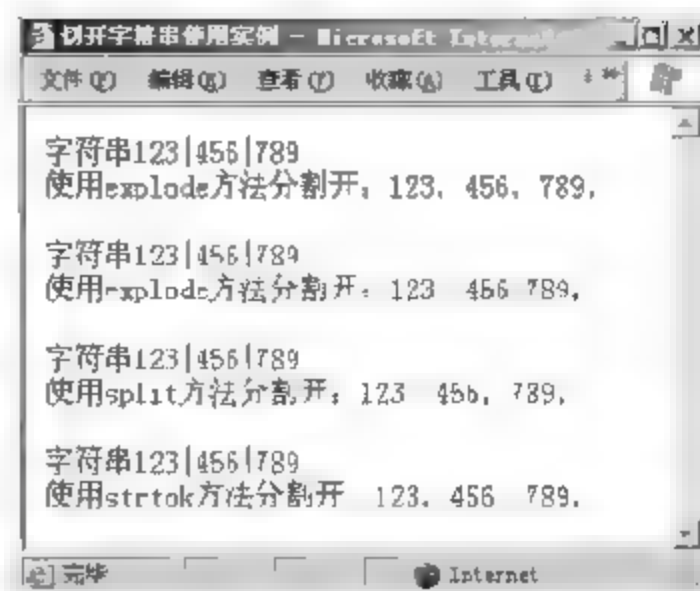 切开字符串使用实例 - Microsoft Internet
文件(F) 编辑(E) 查看(V) 收藏(A) 工具(T) »
字符串123|456|789
使用explode方法分割开：123, 456, 789,
字符串123|456|789
使用explode方法分割开：123 456 789,
字符串123|456|789
使用split方法分割开：123 456, 789,
字符串123|456|789
使用strtok方法分割开 123, 456 789,
完毕 Internet